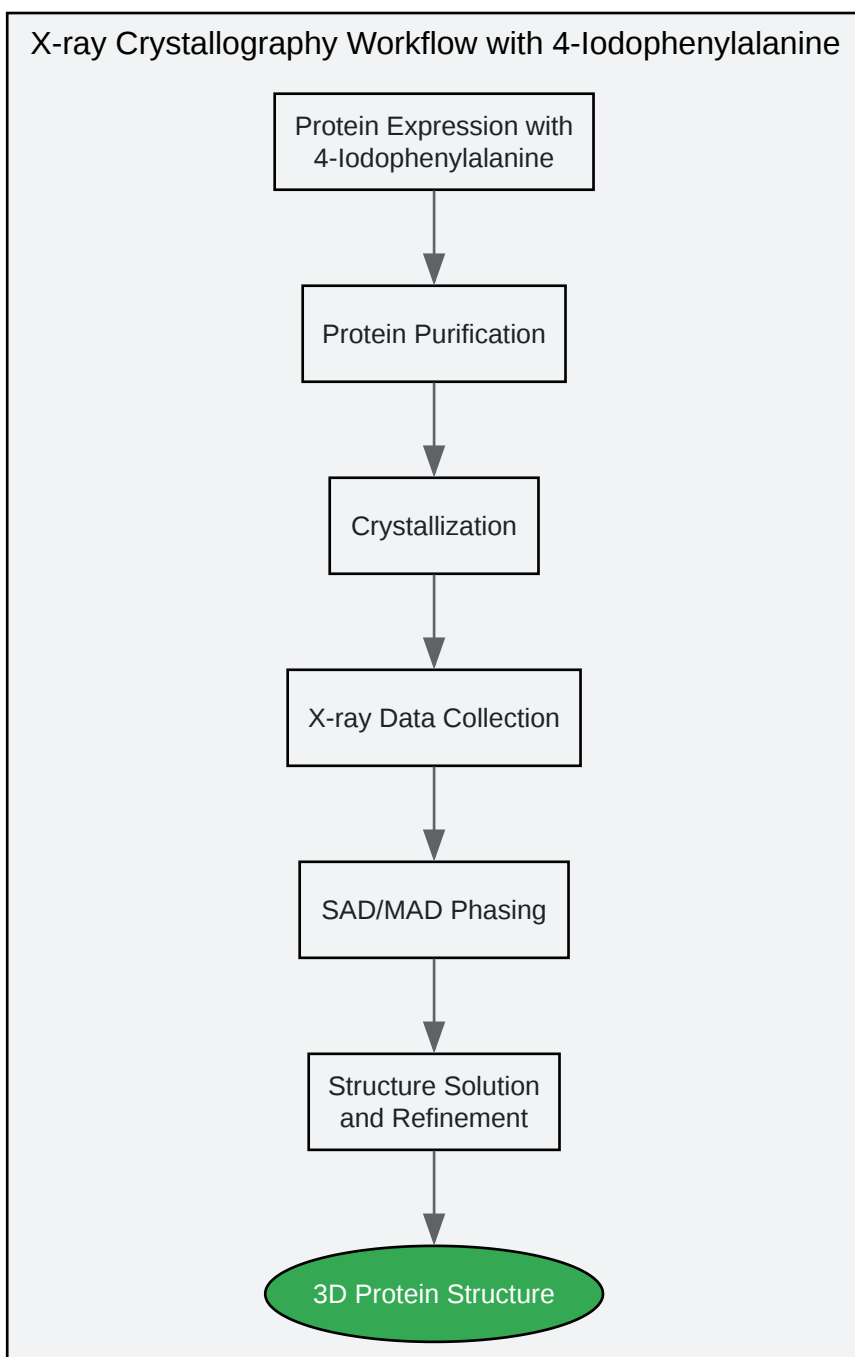 X-ray Crystallography Workflow with 4-Iodophenylalanine
Protein Expression with
4-Iodophenylalanine
Protein Purification
Crystallization
X-ray Data Collection
SAD/MAD Phasing
Structure Solution
and Refinement
3D Protein Structure